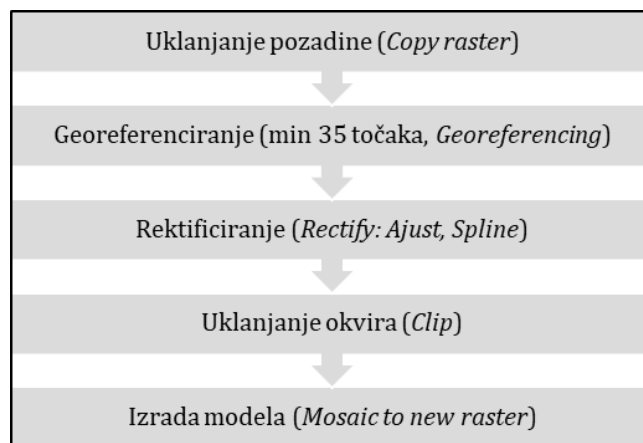 Uklanjanje pozadine (Copy raster)
Georeferenciranje (min 35 točaka, Georeferencing)
Rektificiranje (Rectify: Ajust, Spline)
Uklanjanje okvira (Clip)
Izrada modela (Mosaic to new raster)